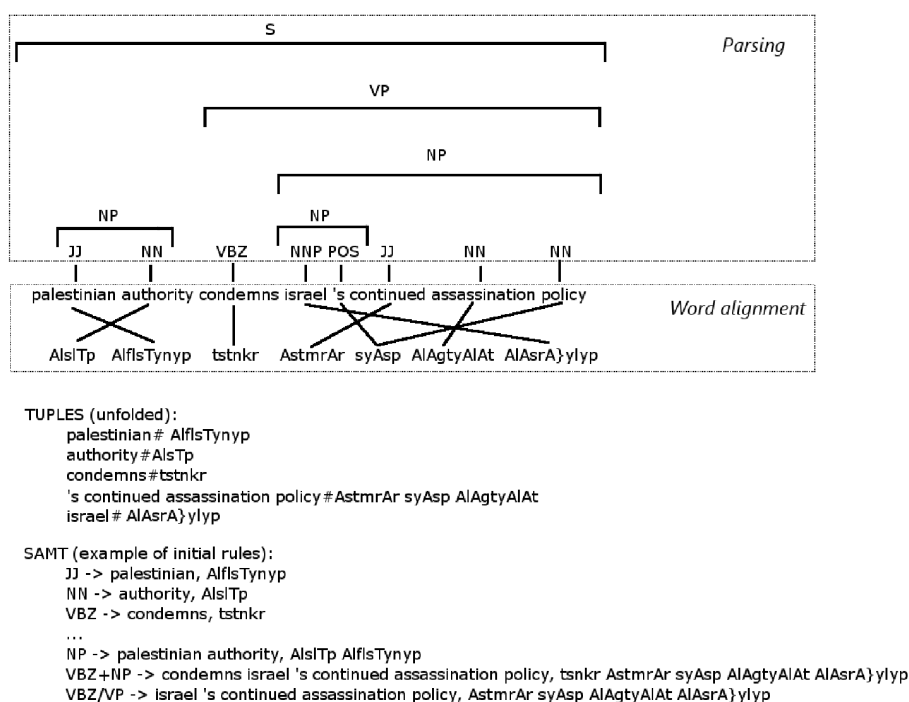 S
Parsing
VP
NP
NP NP
JJ NN VBZ NNP POS JJ NN NN
palestinian authority condemns israel 's continued assassination policy
Word alignment
AlslTp AlflsTynyp tstnkr AstmrAr syAsp AlAgtyAlAt AlAsrA}ylyp
TUPLES (unfolded):
palestinian# AlflsTynyp
authority#AlsTp
condemns#tstnkr
's continued assassination policy#AstmrAr syAsp AlAgtyAlAt
israel# AlAsrA}ylyp
SAMT (example of initial rules):
JJ -> palestinian, AlflsTynyp
NN -> authority, AlslTp
VBZ -> condemns, tstnkr
...
NP -> palestinian authority, AlslTp AlflsTynyp
VBZ+NP -> condemns israel 's continued assassination policy, tsnkr AstmrAr syAsp AlAgtyAlAt AlAsrA}ylyp
VBZ/VP -> israel 's continued assassination policy, AstmrAr syAsp AlAgtyAlAt AlAsrA}ylyp